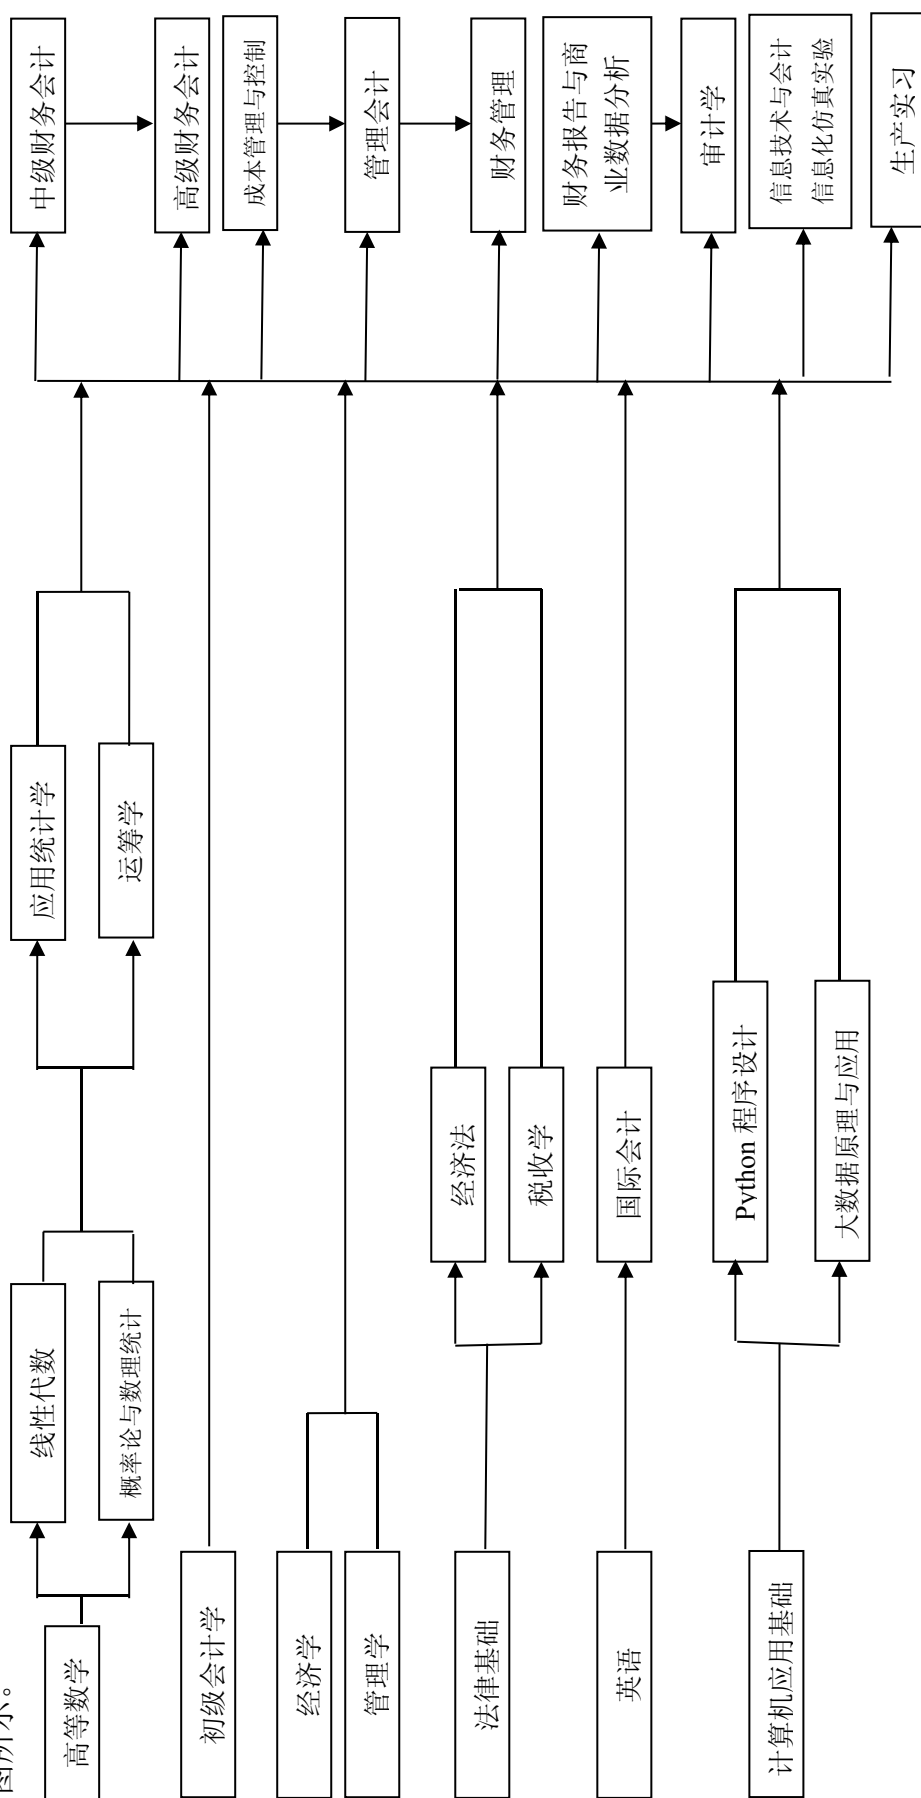 图所示。
高等数学
线性代数
概率论与数理统计
应用统计学
运筹学
初级会计学
经济学
管理学
法律基础
经济法
税收学
英语
国际会计
计算机应用基础
Python 程序设计
大数据原理与应用
中级财务会计
高级财务会计
成本管理与控制
管理会计
财务管理
财务报告与商
业数据分析
审计学
信息技术与会计
信息化仿真实验
生产实习